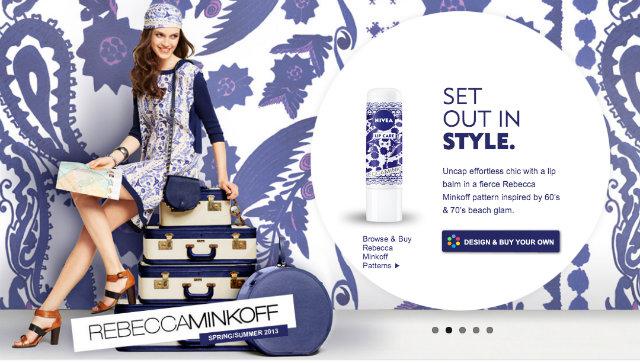 SET
OUT IN
STYLE.
NIVEA
LIP CARE
Uncap effortless chic with a lip
balm in a fierce Rebecca
Minkoff pattern inspired by 60's
& 70's beach glam.
Browse & Buy
Rebecca
Minkoff
Patterns ►
DESIGN & BUY YOUR OWN
REBECCAMINKOFF
SPRING/SUMMER 2013